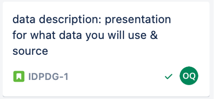 data description: presentation
for what data you will use &
source
IDPDG-1
OQ